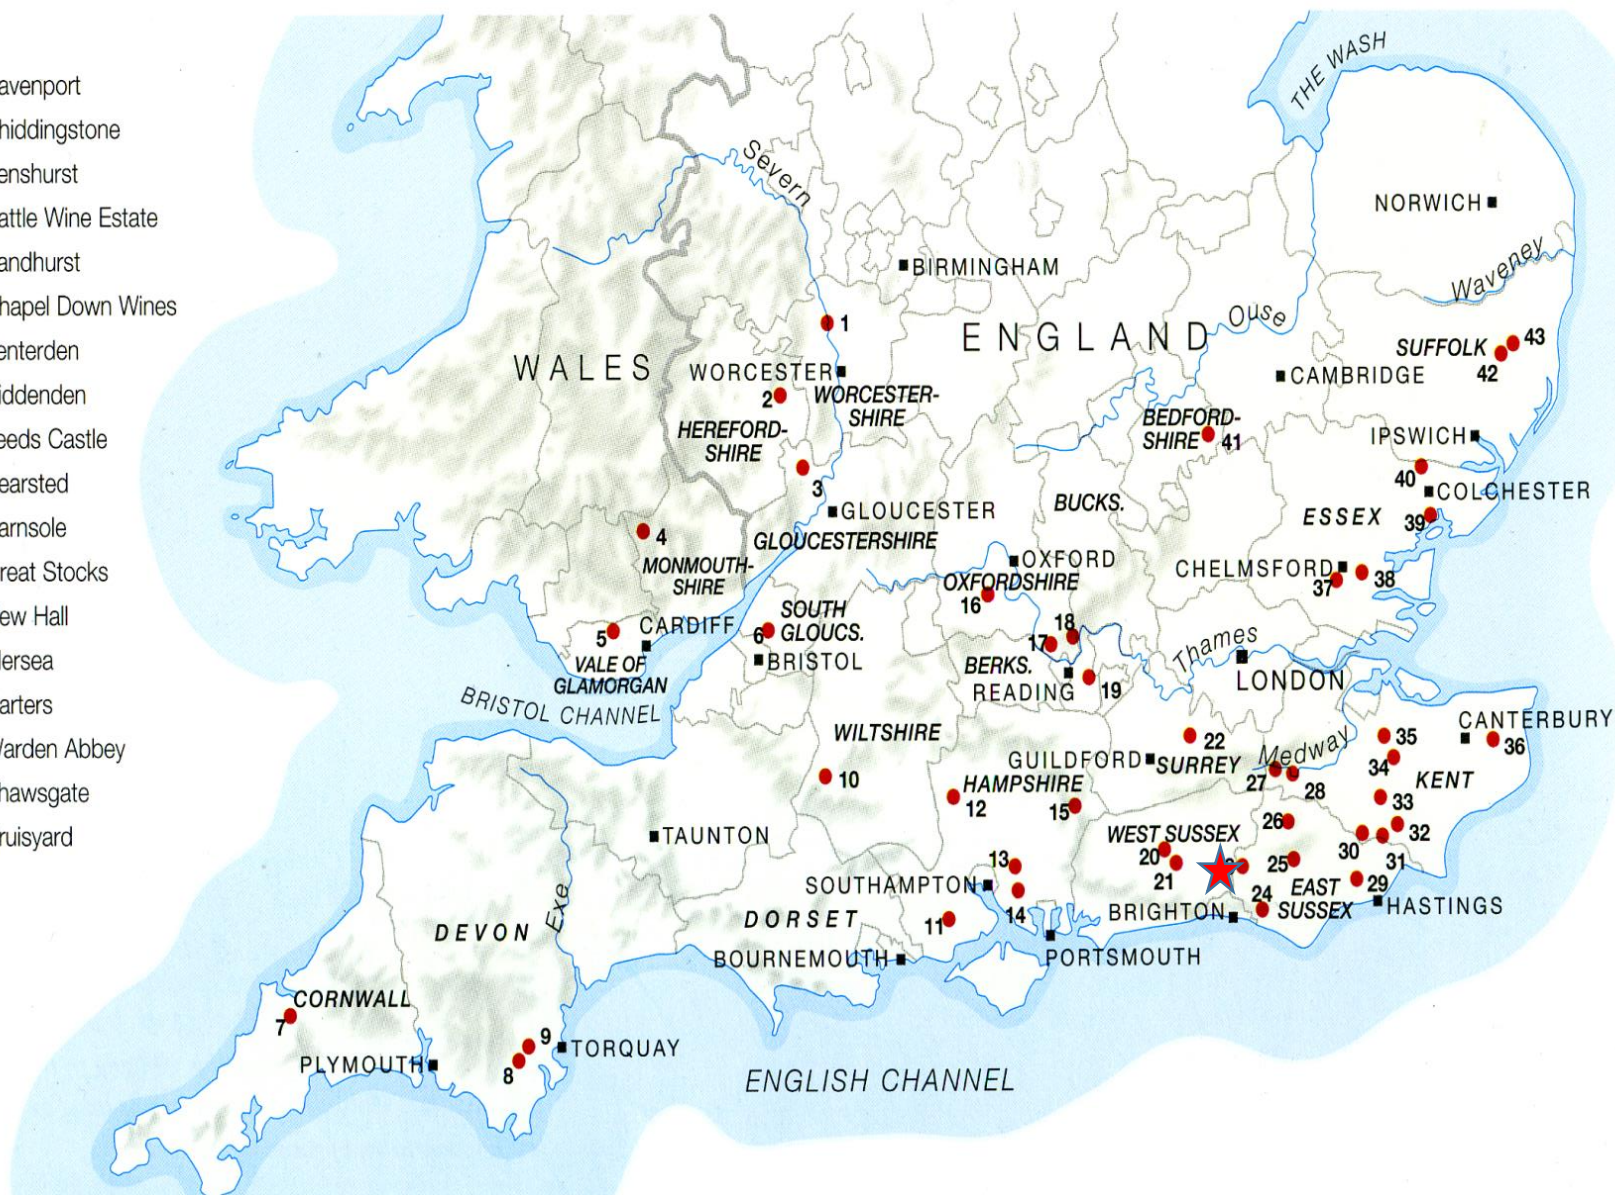 avenport
hiddingstone
enshurst
attle Wine Estate
andhurst
hapel Down Wines
enterden
iddenden
eeds Castle
earsted
arnsole
reat Stocks
ew Hall
ersea
arters
arden Abbey
hawsgate
ruisyard
THE WASH
Severn
NORWICH
Waveney
BIRMINGHAM
1
ENGLAND
Ouse
43
SUFFOLK
42
WALES
WORCESTER
CAMBRIDGE
2
WORCESTER-
SHIRE
HEREFORD-
SHIRE
BEDFORD-
SHIRE
41
IPSWICH
40
3
COLCHESTER
BUCKS.
GLOUCESTER
ESSEX
39
4
GLOUCESTERSHIRE
MONMOUTH-
SHIRE
OXFORD
OXFORDSHIRE
16
CHELMSFORD
37
38
SOUTH
GLOUCS.
5
CARDIFF
6
18
17
Thames
VALE OF
GLAMORGAN
BRISTOL
BERKS.
READING
19
LONDON
BRISTOL CHANNEL
CANTERBURY
WILTSHIRE
22
Medway
35
36
GUILDFORD
SURREY
34
10
HAMPSHIRE
12
15
27
28
KENT
33
TAUNTON
WEST SUSSEX
26
32
20
21
30
31
13
25
SOUTHAMPTON
14
24
EAST
SUSSEX
29
HASTINGS
Exe
DEVON
DORSET
11
BRIGHTON
BOURNEMOUTH
PORTSMOUTH
CORNWALL
7
9
8
TORQUAY
PLYMOUTH
ENGLISH CHANNEL